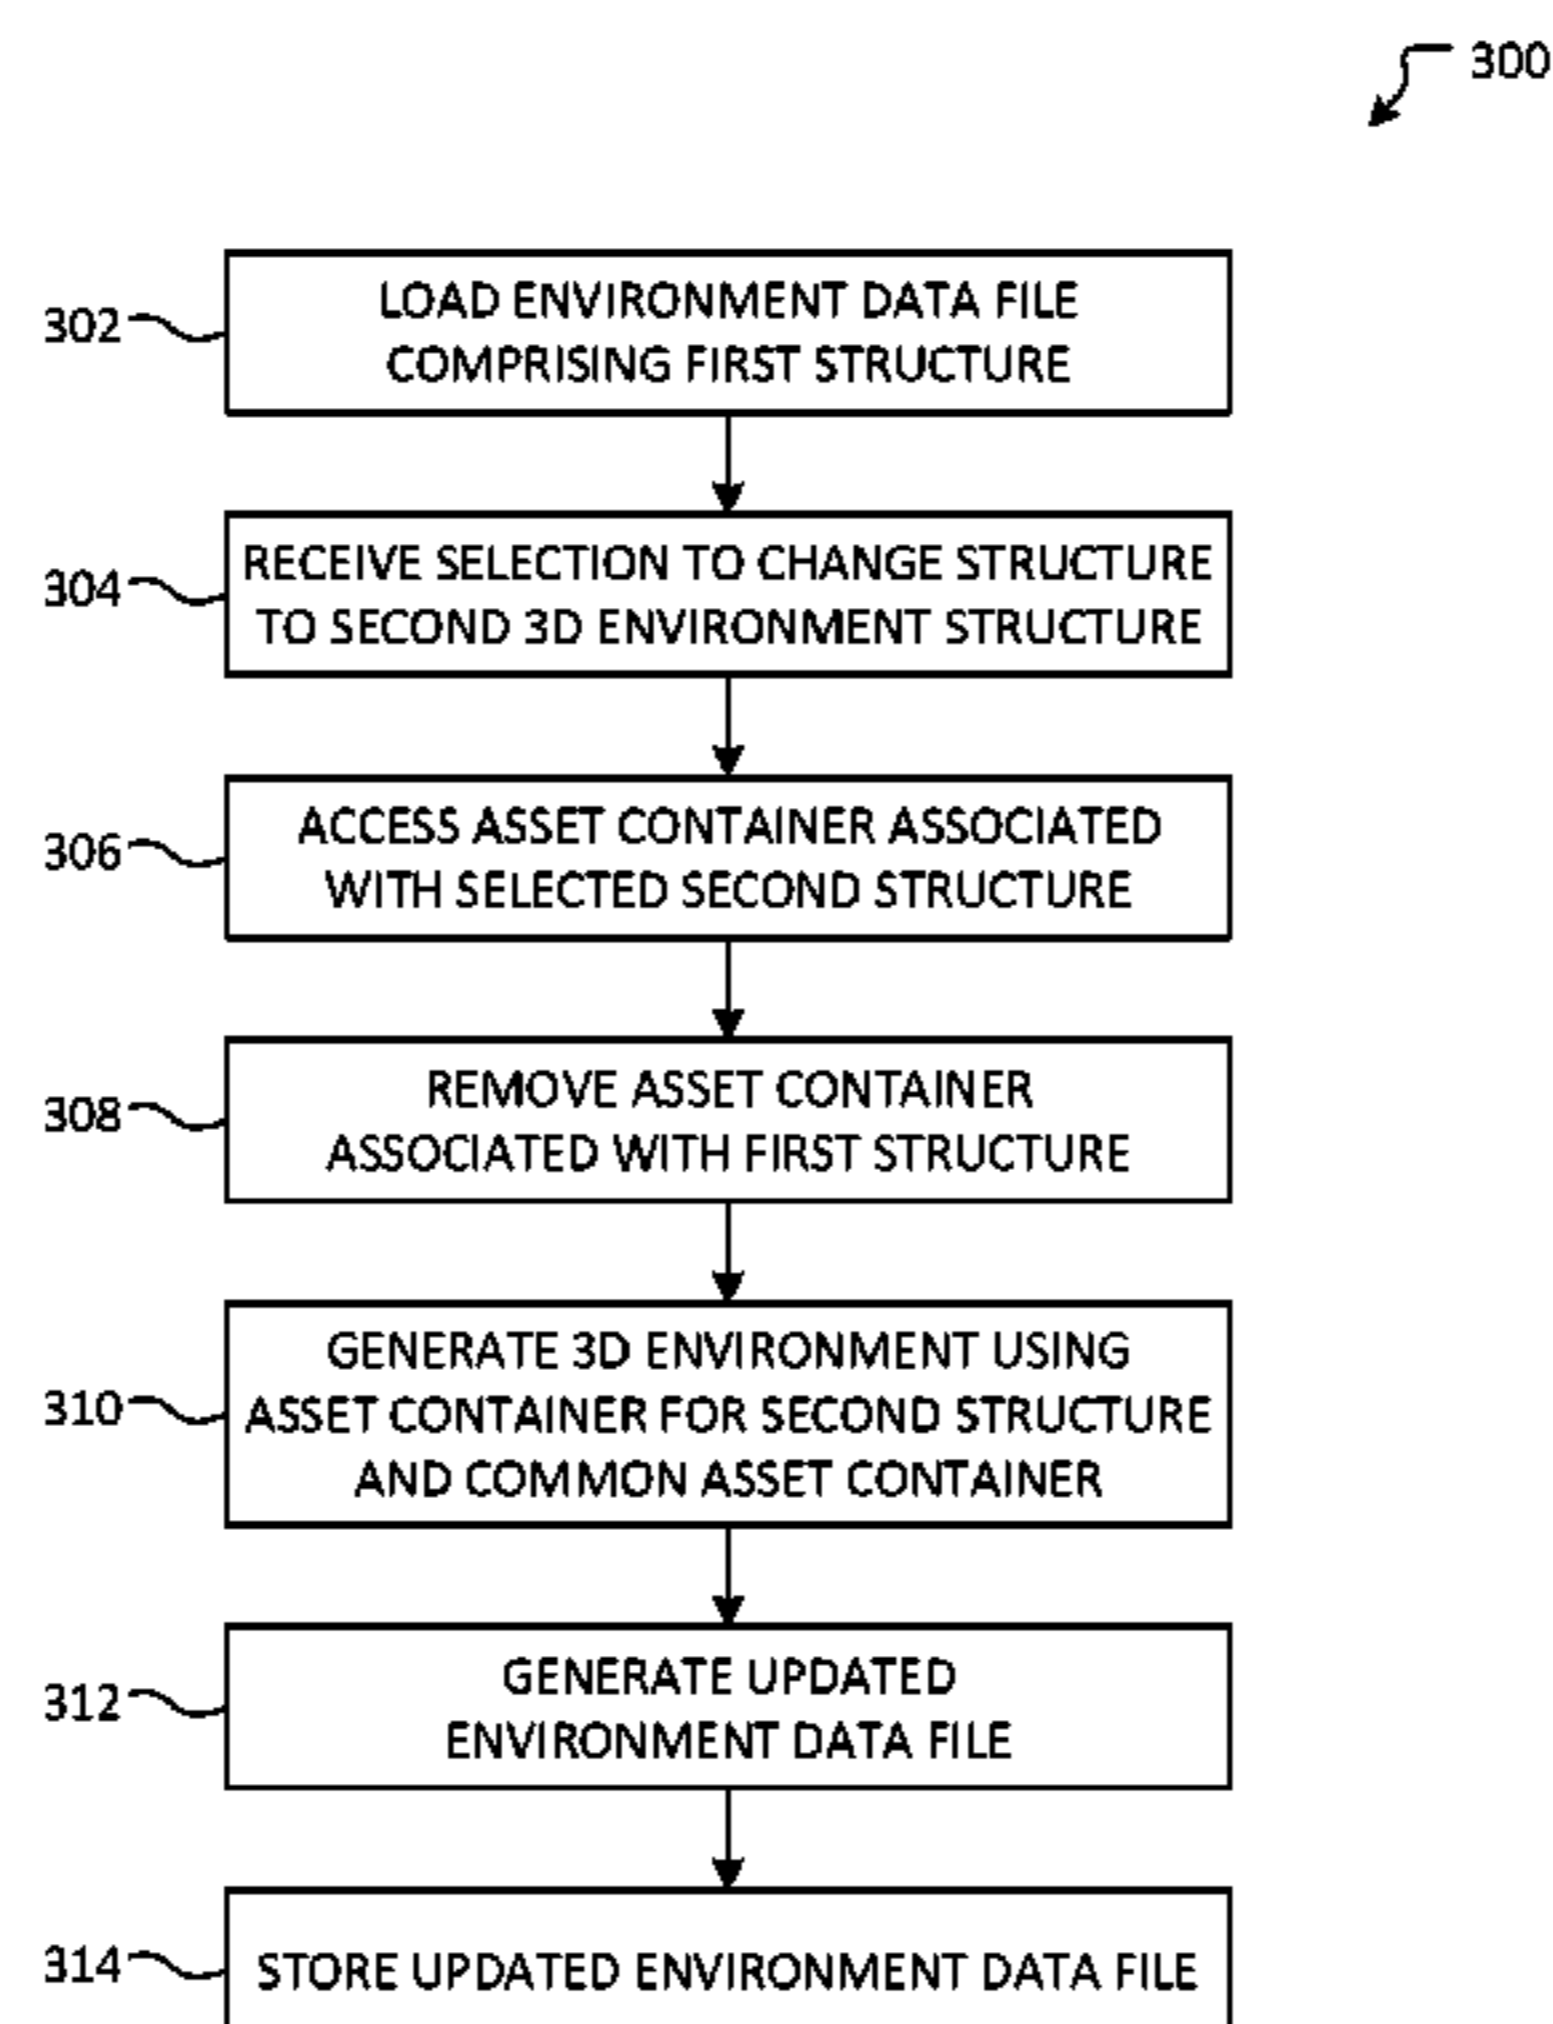 300
302
LOAD ENVIRONMENT DATA FILE
COMPRISING FIRST STRUCTURE
304
RECEIVE SELECTION TO CHANGE STRUCTURE
TO SECOND 3D ENVIRONMENT STRUCTURE
306
ACCESS ASSET CONTAINER ASSOCIATED
WITH SELECTED SECOND STRUCTURE
308
REMOVE ASSET CONTAINER
ASSOCIATED WITH FIRST STRUCTURE
310
GENERATE 3D ENVIRONMENT USING
ASSET CONTAINER FOR SECOND STRUCTURE
AND COMMON ASSET CONTAINER
312
GENERATE UPDATED
ENVIRONMENT DATA FILE
314
STORE UPDATED ENVIRONMENT DATA FILE